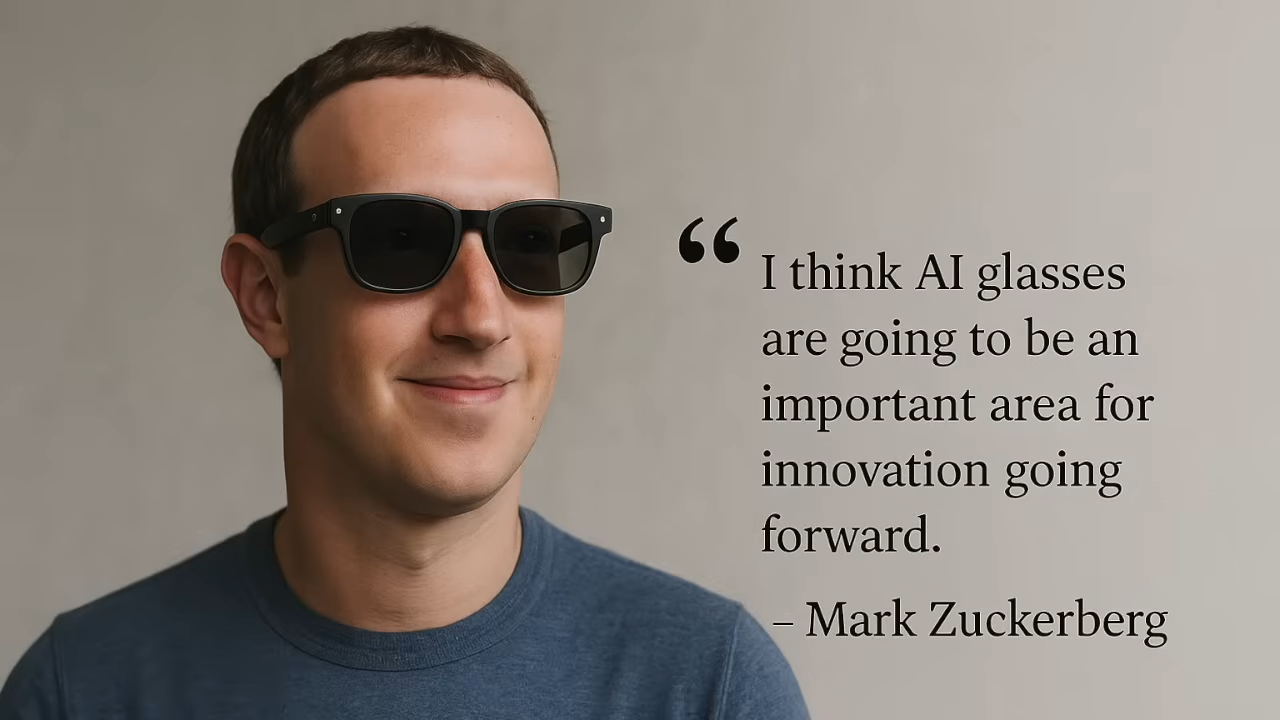 “ I think AI glasses
are going to be an
important area for
innovation going
forward.
– Mark Zuckerberg